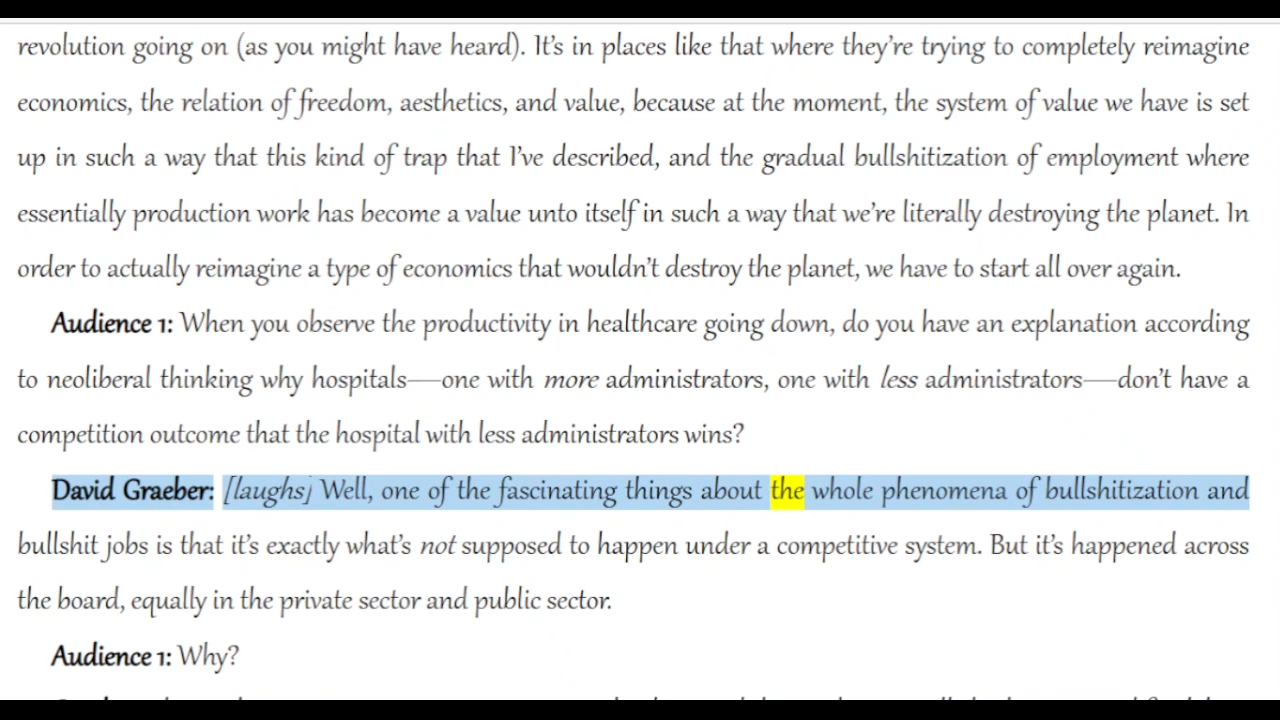 revolution going on (as you might have heard). It's in places like that where they're trying to completely reimagine
economics, the relation of freedom, aesthetics, and value, because at the moment, the system of value we have is set
up in such a way that this kind of trap that I've described, and the gradual bullshitization of employment where
essentially production work has become a value unto itself in such a way that we're literally destroying the planet. In
order to actually reimagine a type of economics that wouldn't destroy the planet, we have to start all over again.
Audience 1: When you observe the productivity in healthcare going down, do you have an explanation according
to neoliberal thinking why hospitals—one with more administrators, one with less administrators—don't have a
competition outcome that the hospital with less administrators wins?
David Graeber: [laughs] Well, one of the fascinating things about the whole phenomena of bullshitization and
bullshit jobs is that it's exactly what's not supposed to happen under a competitive system. But it's happened across
the board, equally in the private sector and public sector.
Audience 1: Why?